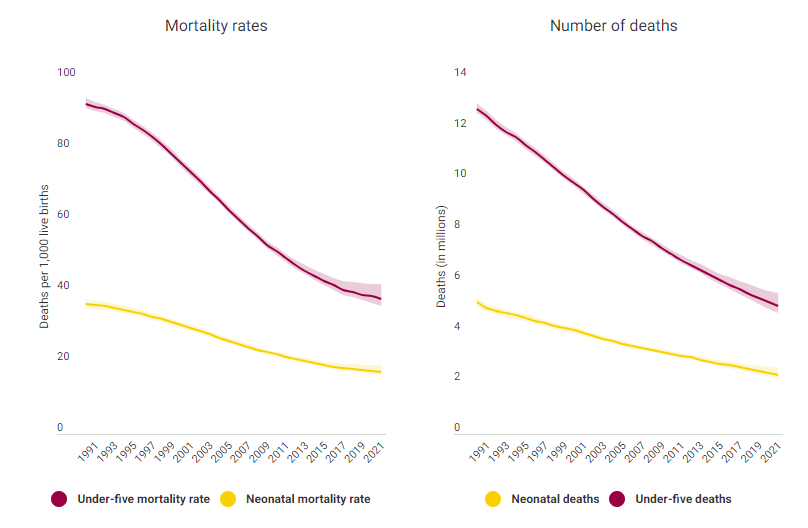 Mortality rates
Deaths per 1,000 live births
100
80
60
40
20
0
1991 1993 1995 1997 1999 2001 2003 2005 2007 2009 2011 2013 2015 2017 2019 2021
Under-five mortality rate Neonatal mortality rate
Number of deaths
Deaths (in millions)
14
12
10
8
6
4
2
0
1991 1993 1995 1997 1999 2001 2003 2005 2007 2009 2011 2013 2015 2017 2019 2021
Neonatal deaths Under-five deaths